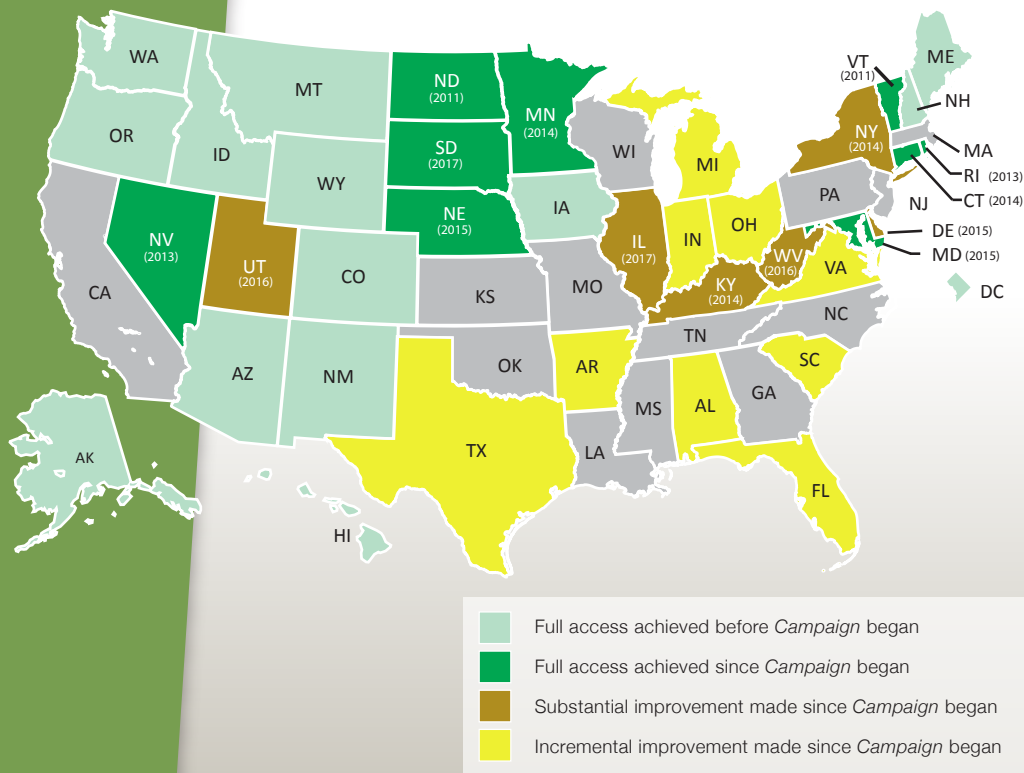 WA
MT
ND
(2011)
MN
(2014)
VT
(2011)
ME
NH
OR
ID
SD
(2017)
WI
MI
NY
(2014)
MA
RI (2013)
CT (2014)
WY
NE
(2015)
IA
PA
NJ
NV
(2013)
UT
(2016)
CO
IL
(2017)
IN
OH
WV
(2016)
DE (2015)
MD (2015)
VA
DC
CA
KS
MO
KY
(2014)
NC
TN
AZ
NM
OK
AR
SC
MS
AL
GA
AK
TX
LA
FL
HI
Full access achieved before Campaign began
Full access achieved since Campaign began
Substantial improvement made since Campaign began
Incremental improvement made since Campaign began